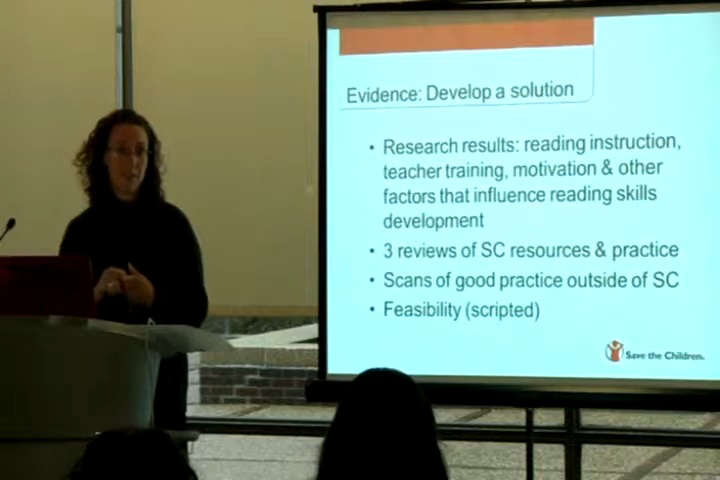 Evidence: Develop a solution
• Research results: reading instruction,
teacher training, motivation & other
factors that influence reading skills
development
• 3 reviews of SC resources & practice
• Scans of good practice outside of SC
• Feasibility (scripted)
Save the Children.